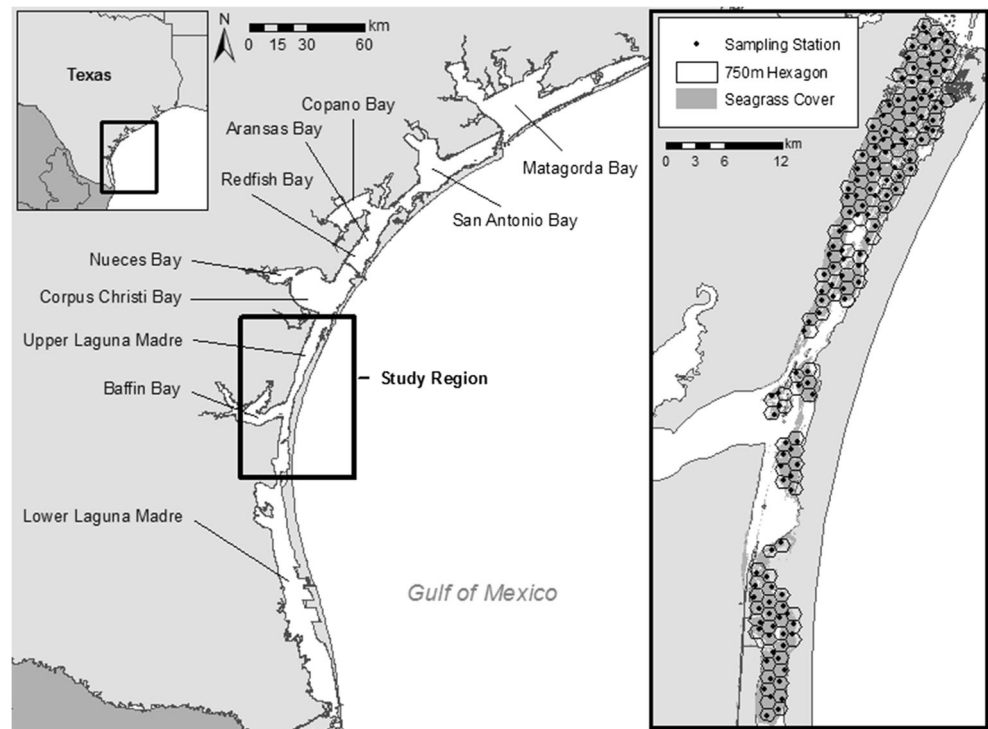 Texas
N
km
0 15 30 60
Copano Bay
Aransas Bay
Redfish Bay
Matagorda Bay
San Antonio Bay
Nueces Bay
Corpus Christi Bay
Upper Laguna Madre
Study Region
Baffin Bay
Lower Laguna Madre
Gulf of Mexico
Sampling Station
750m Hexagon
Seagrass Cover
km
0 3 6 12